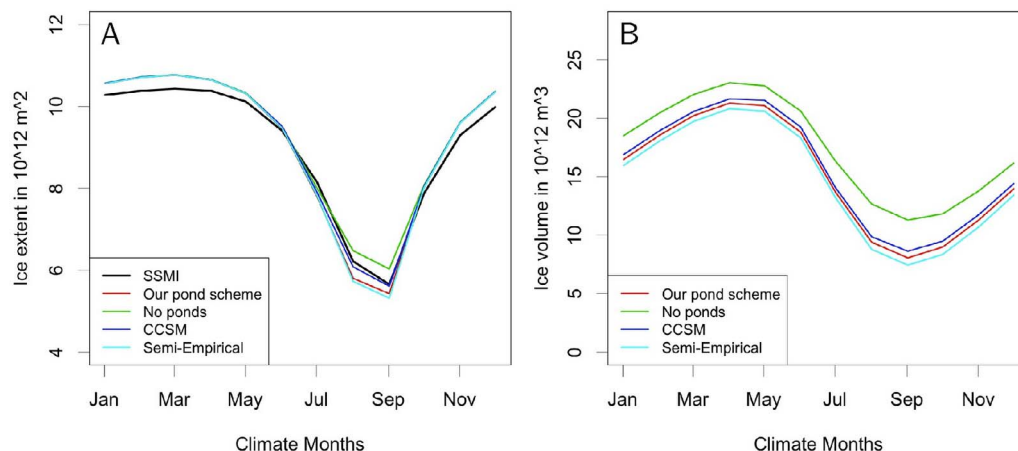 A
Ice extent in 10^12 m^2
12
10
8
6
4
SSMI
Our pond scheme
No ponds
CCSM
Semi-Empirical
Jan Mar May Jul Sep Nov
Climate Months
B
Ice volume in 10^12 m^3
25
20
15
10
5
0
Our pond scheme
No ponds
CCSM
Semi-Empirical
Jan Mar May Jul Sep Nov
Climate Months